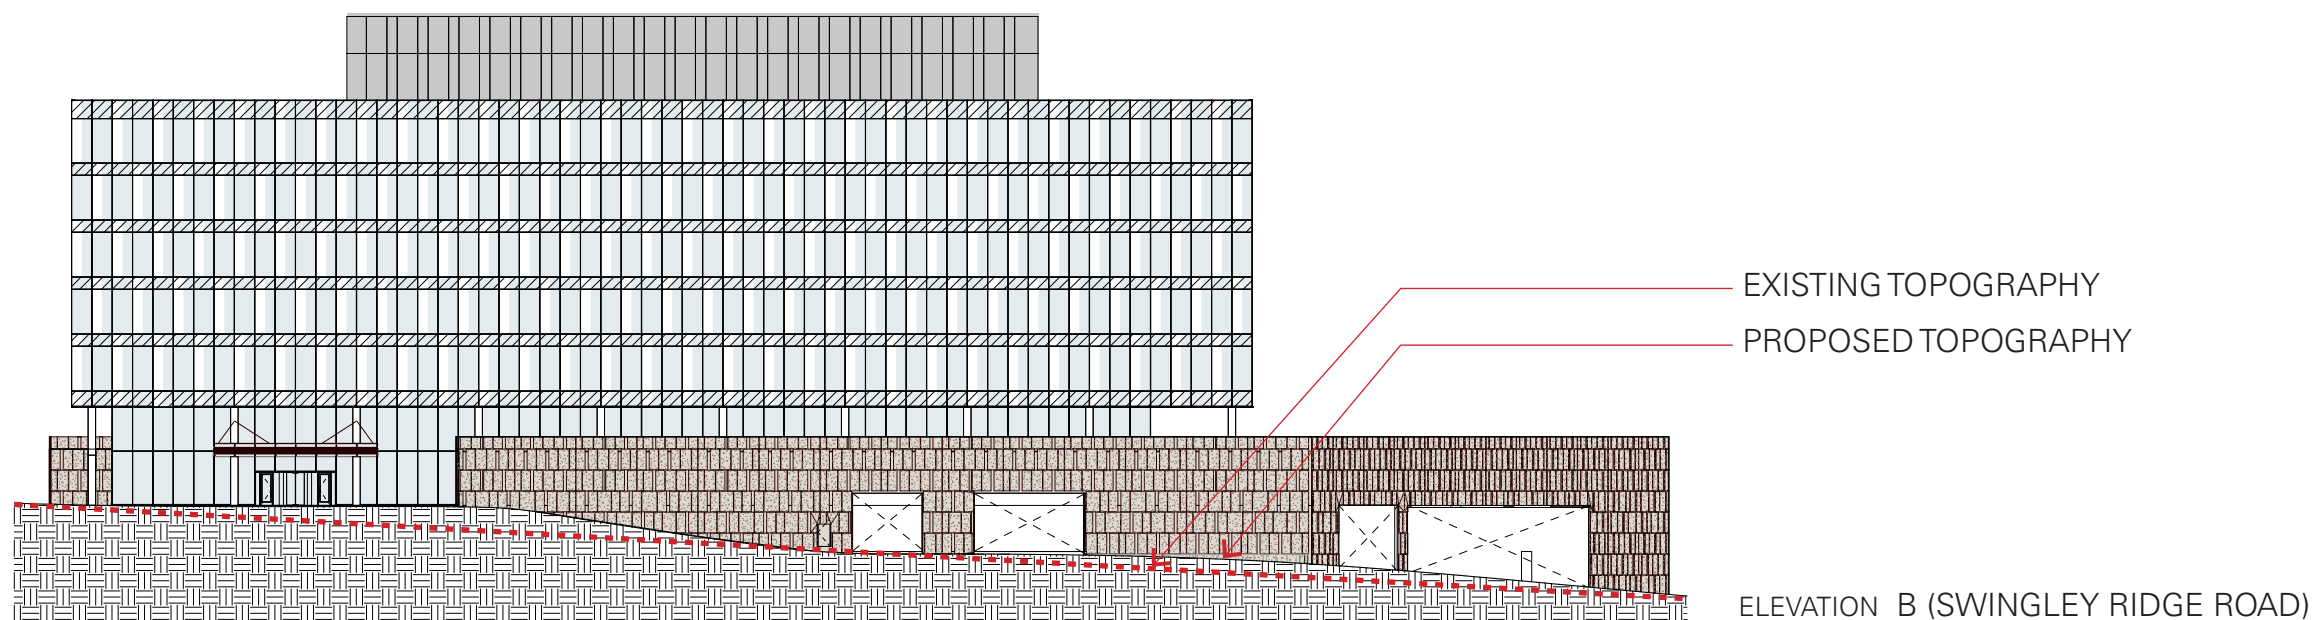 EXISTING TOPOGRAPHY
PROPOSED TOPOGRAPHY
ELEVATION B (SWINGLEY RIDGE ROAD)